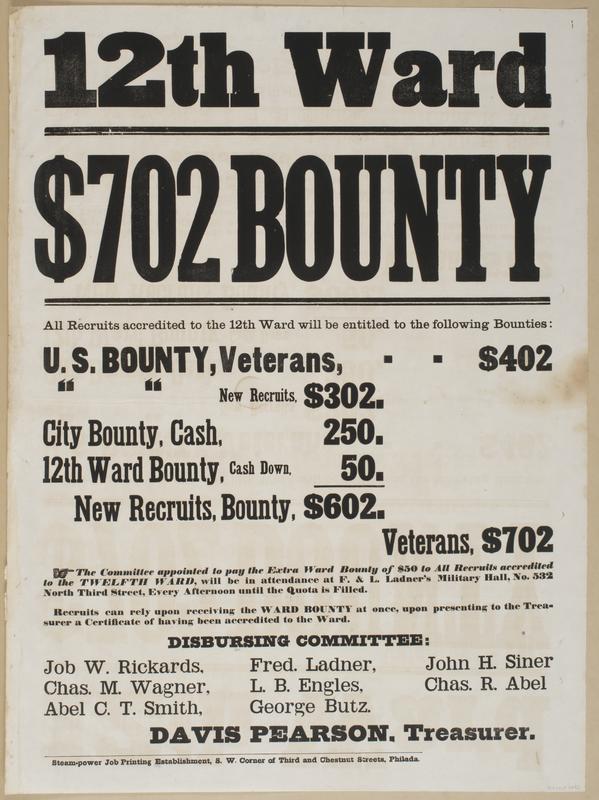 12th Ward
$702 BOUNTY
All Recruits accredited to the 12th Ward will be entitled to the following Bounties:
U. S. BOUNTY, Veterans, - - $402
“ “ New Recruits, $302.
City Bounty, Cash, 250.
12th Ward Bounty, Cash Down, 50.
New Recruits, Bounty, $602.
Veterans, $702
☞ The Committee appointed to pay the Extra Ward Bounty of $50 to All Recruits accredited
to the TWELFTH WARD, will be in attendance at F. & L. Ladner's Military Hall, No. 532
North Third Street, Every Afternoon until the Quota is Filled.
Recruits can rely upon receiving the WARD BOUNTY at once, upon presenting to the Trea-
surer a Certificate of having been accredited to the Ward.
DISBURSING COMMITTEE:
Job W. Rickards, Fred. Ladner, John H. Siner
Chas. M. Wagner, L. B. Engles, Chas. R. Abel
Abel C. T. Smith, George Butz.
DAVIS PEARSON, Treasurer.
Steam-power Job Printing Establishment, S. W. Corner of Third and Chestnut Streets, Philada.